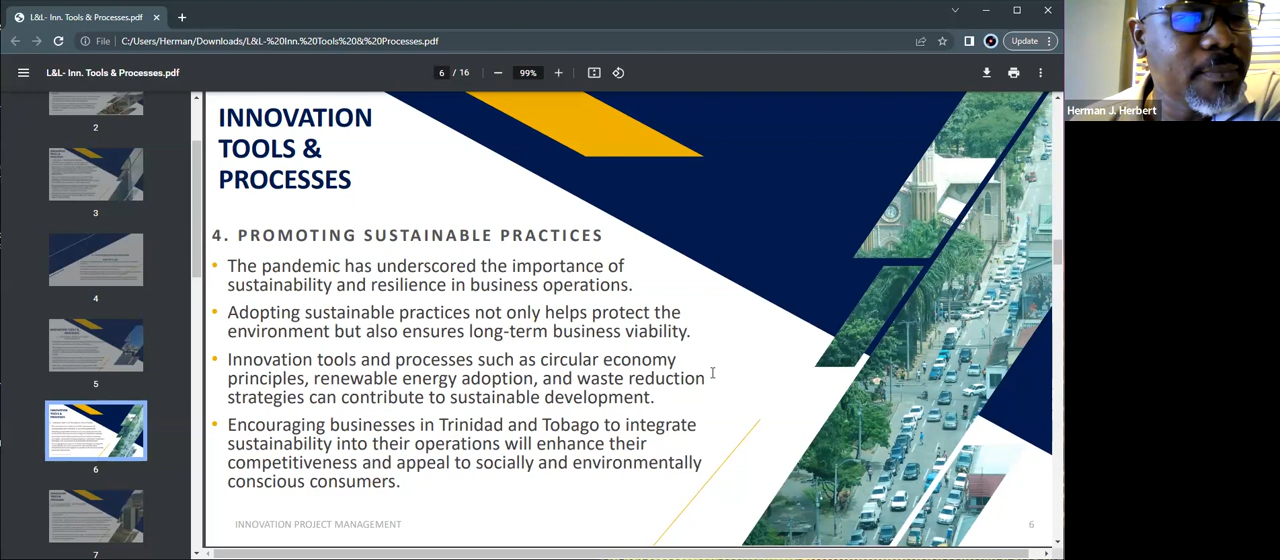 L&L- Inn. Tools & Processes.pdf
File C:/Users/Herman/Downloads/L&L-%20Inn.%20Tools%20&%20Processes.pdf
Update
L&L- Inn. Tools & Processes.pdf
6 / 16
99%
Herman J. Herbert
2
3
4
5
6
7
INNOVATION
TOOLS &
PROCESSES
4. PROMOTING SUSTAINABLE PRACTICES
• The pandemic has underscored the importance of
sustainability and resilience in business operations.
• Adopting sustainable practices not only helps protect the
environment but also ensures long-term business viability.
• Innovation tools and processes such as circular economy
principles, renewable energy adoption, and waste reduction
strategies can contribute to sustainable development.
• Encouraging businesses in Trinidad and Tobago to integrate
sustainability into their operations will enhance their
competitiveness and appeal to socially and environmentally
conscious consumers.
INNOVATION PROJECT MANAGEMENT
6